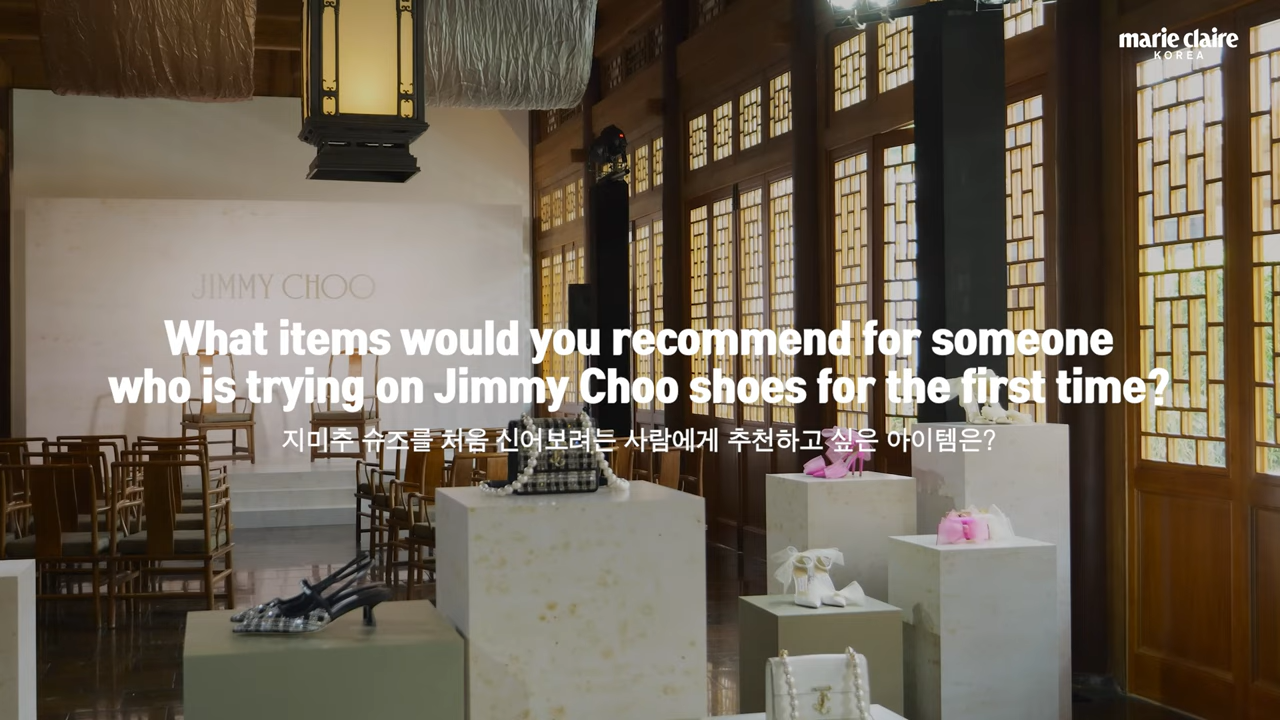 marie claire
KOREA
JIMMY CHOO
What items would you recommend for someone
who is trying on Jimmy Choo shoes for the first time?
지미추 슈즈를 처음 신어보려는 사람에게 추천하고 싶은 아이템은?